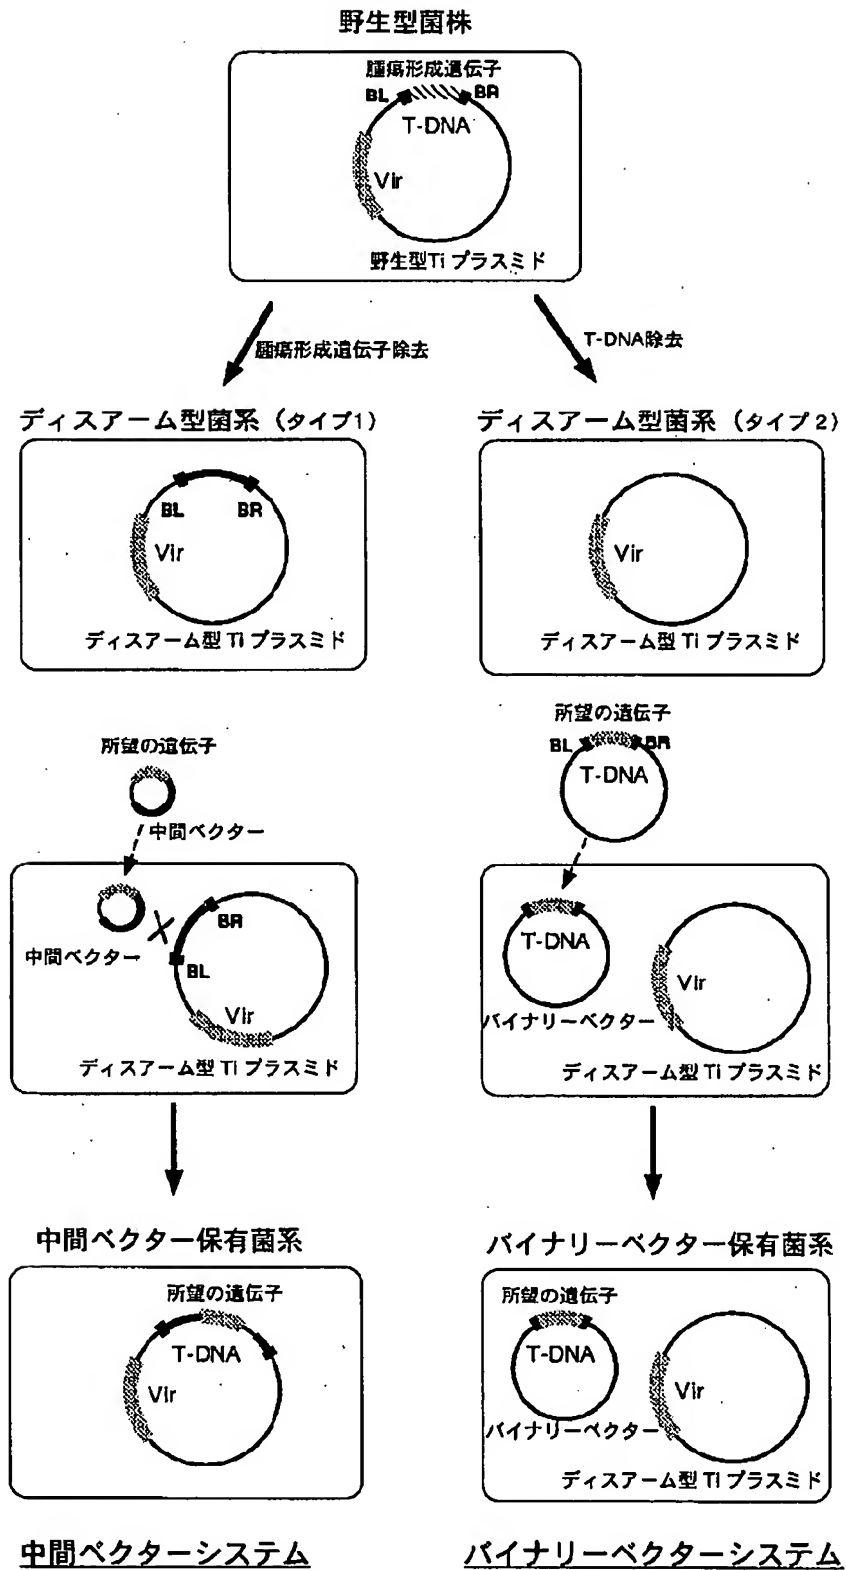 野生型菌株
腫瘍形成遺伝子
BL
BR
T-DNA
Vir
野生型Ti プラスミド
腫瘍形成遺伝子除去
T-DNA除去
ディスアーム型菌系（タイプ1）
BL
BR
Vir
ディスアーム型 Ti プラスミド
ディスアーム型菌系（タイプ2）
Vir
ディスアーム型 Ti プラスミド
所望の遺伝子
中間ベクター
中間ベクター
BR
BL
Vir
ディスアーム型 Ti プラスミド
所望の遺伝子
BL
BR
T-DNA
T-DNA
バイナリーベクター
Vir
ディスアーム型 Ti プラスミド
中間ベクター保有菌系
所望の遺伝子
T-DNA
Vir
バイナリーベクター保有菌系
所望の遺伝子
T-DNA
バイナリーベクター
Vir
ディスアーム型 Ti プラスミド
中間ベクターシステム
バイナリーベクターシステム